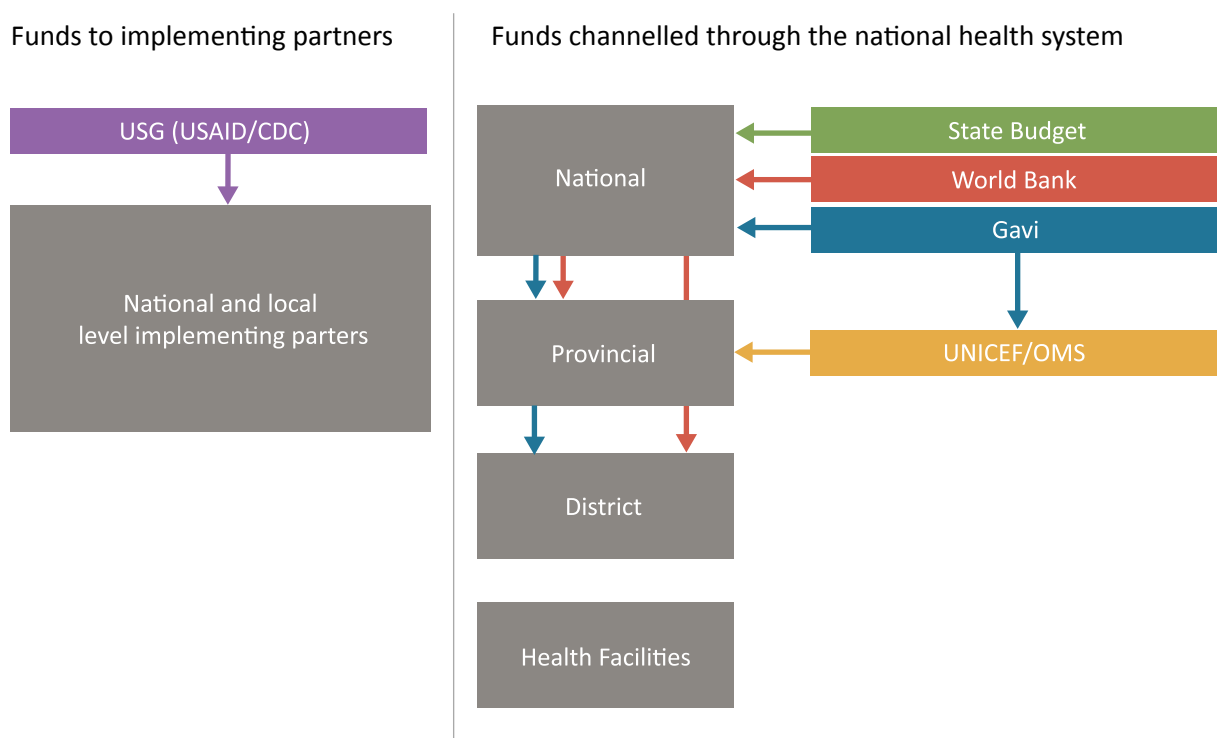 Funds to implementing partners
USG (USAID/CDC)
National and local
level implementing parters
Funds channelled through the national health system
National
State Budget
World Bank
Gavi
Provincial
UNICEF/OMS
District
Health Facilities